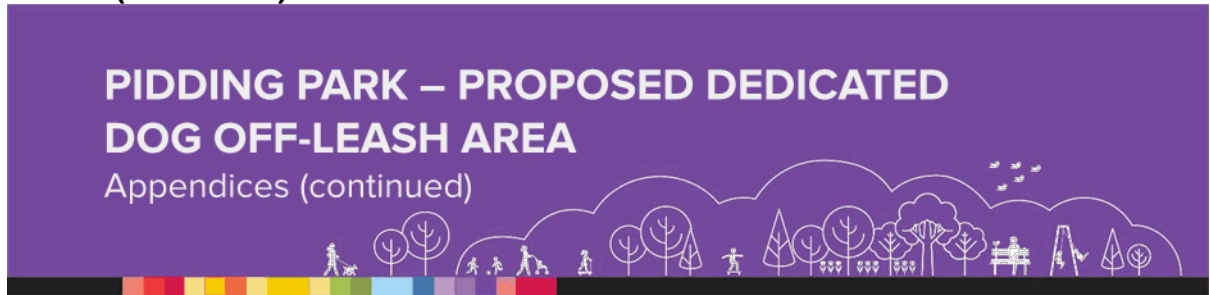 PIDDING PARK – PROPOSED DEDICATED
DOG OFF-LEASH AREA
Appendices (continued)